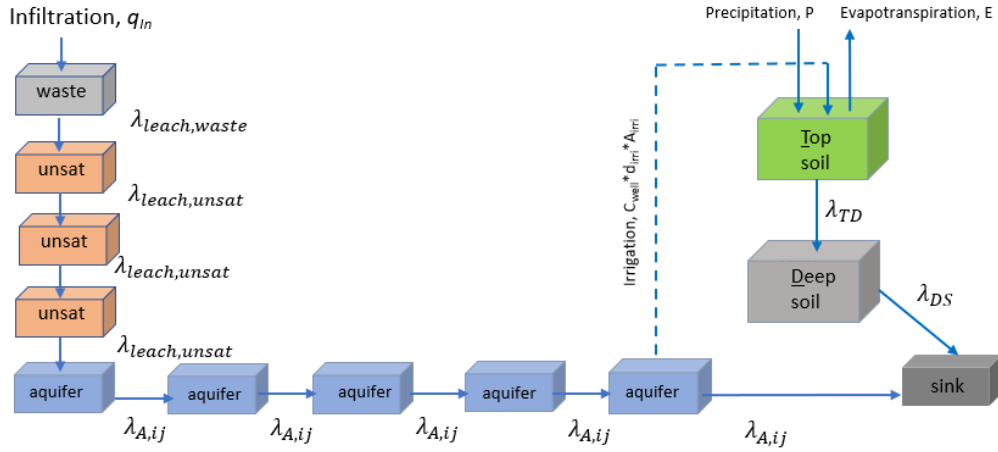 Infiltration, q_In
Precipitation, P
Evapotranspiration, E
waste
λ_leach,waste
unsat
λ_leach,unsat
unsat
λ_leach,unsat
unsat
λ_leach,unsat
Irrigation, C_well*d_irri*A_irri
Top
soil
λ_TD
Deep
soil
λ_DS
aquifer
aquifer
aquifer
aquifer
aquifer
sink
λ_A,ij
λ_A,ij
λ_A,ij
λ_A,ij
λ_A,ij